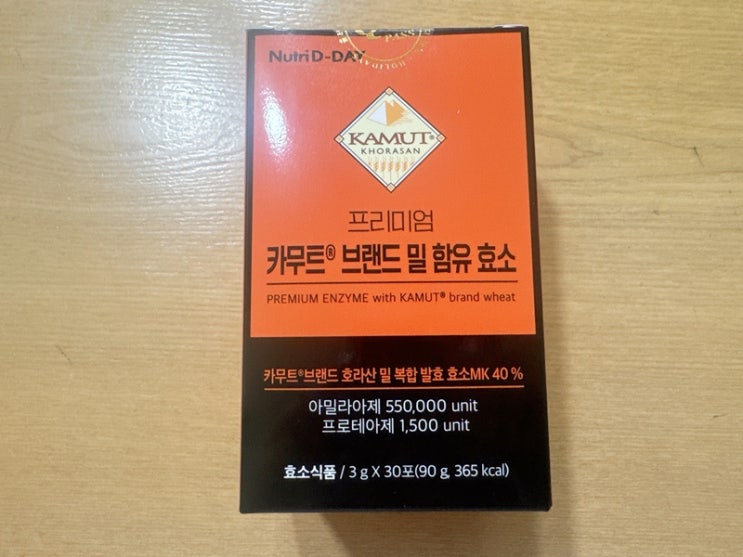 Nutri D-DAY
KAMUT®
KHORASAN
프리미엄
카무트® 브랜드 밀 함유 효소
PREMIUM ENZYME with KAMUT® brand wheat
카무트®브랜드 호라산 밀 복합 발효 효소MK 40 %
아밀라아제 550,000 unit
프로테아제 1,500 unit
효소식품 / 3 g X 30포(90 g, 365 kcal)